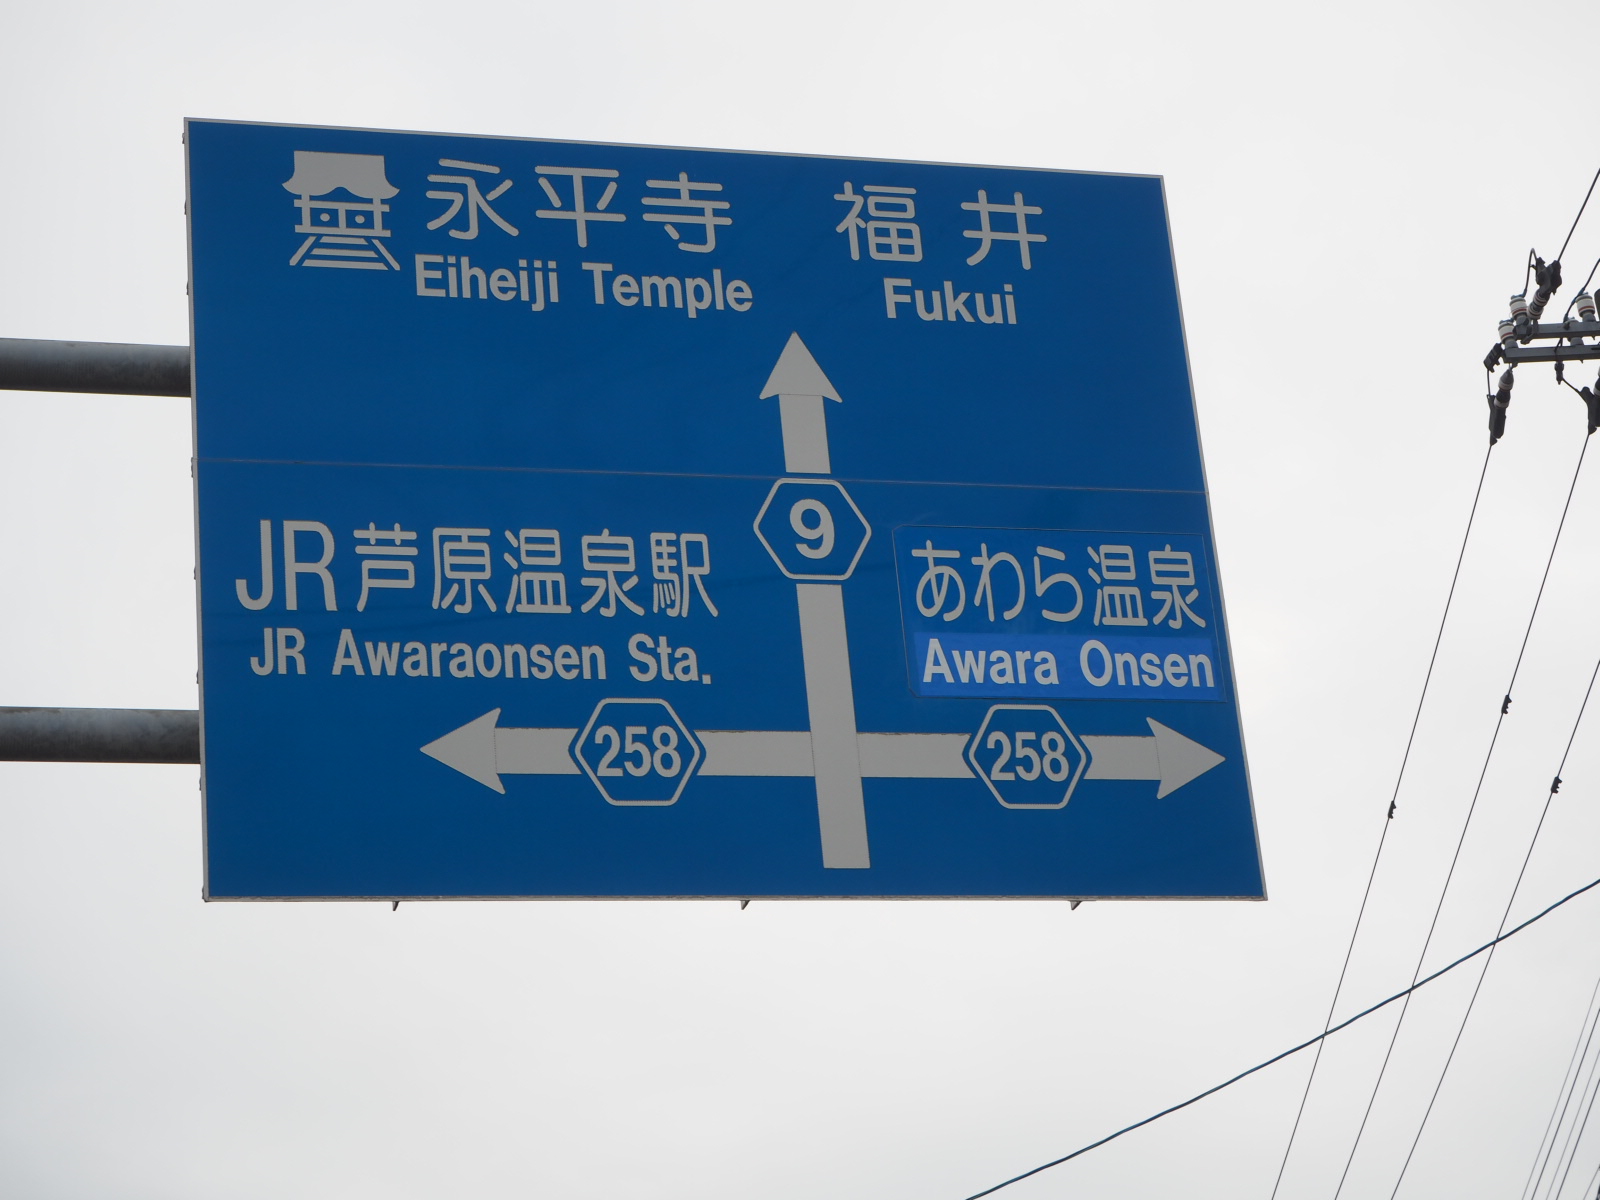 永平寺 福井
Eiheiji Temple Fukui
9
JR芦原温泉駅 あわら温泉
JR Awaraonsen Sta. Awara Onsen
258 258